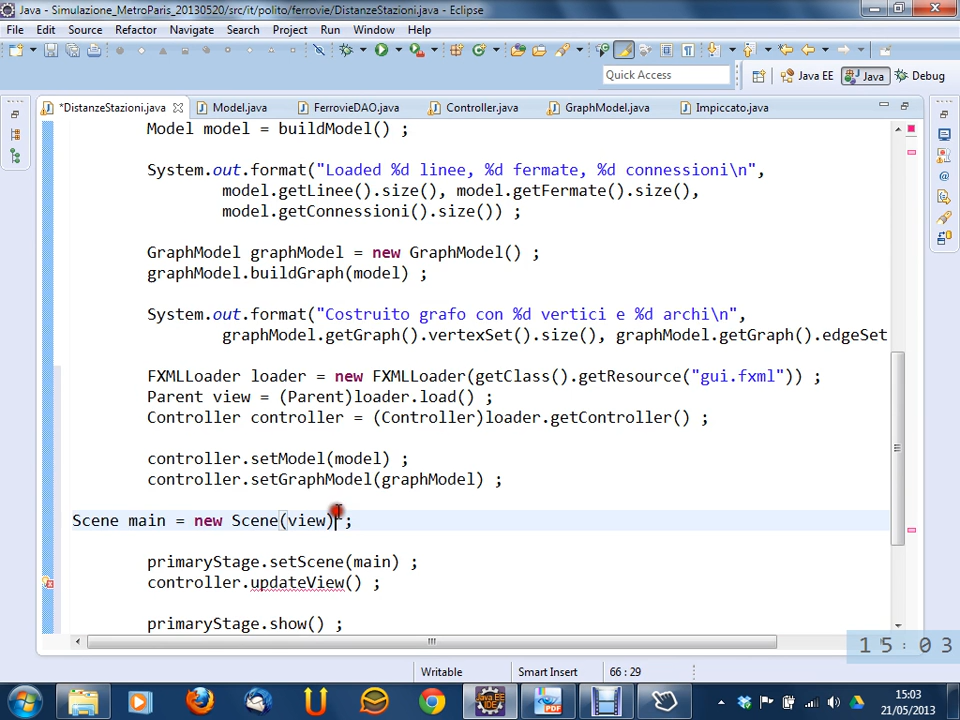 Java - Simulazione_MetroParis_20130520/src/it/polito/ferrovie/DistanzeStazioni.java - Eclipse
File Edit Source Refactor Navigate Search Project Run Window Help
Quick Access Java EE Java Debug
*DistanzeStazioni.java Model.java FerrovieDAO.java Controller.java GraphModel.java Impiccato.java
Model model = buildModel() ;
System.out.format("Loaded %d linee, %d fermate, %d connessioni\n",
model.getLinee().size(), model.getFermate().size(),
model.getConnessioni().size()) ;
GraphModel graphModel = new GraphModel() ;
graphModel.buildGraph(model) ;
System.out.format("Costruito grafo con %d vertici e %d archi\n",
graphModel.getGraph().vertexSet().size(), graphModel.getGraph().edgeSet
FXMLLoader loader = new FXMLLoader(getClass().getResource("gui.fxml")) ;
Parent view = (Parent)loader.load() ;
Controller controller = (Controller)loader.getController() ;
controller.setModel(model) ;
controller.setGraphModel(graphModel) ;
Scene main = new Scene(view) ;
primaryStage.setScene(main) ;
controller.updateView() ;
primaryStage.show() ;
15:03
Writable Smart Insert 66 : 29
15:03
21/05/2013